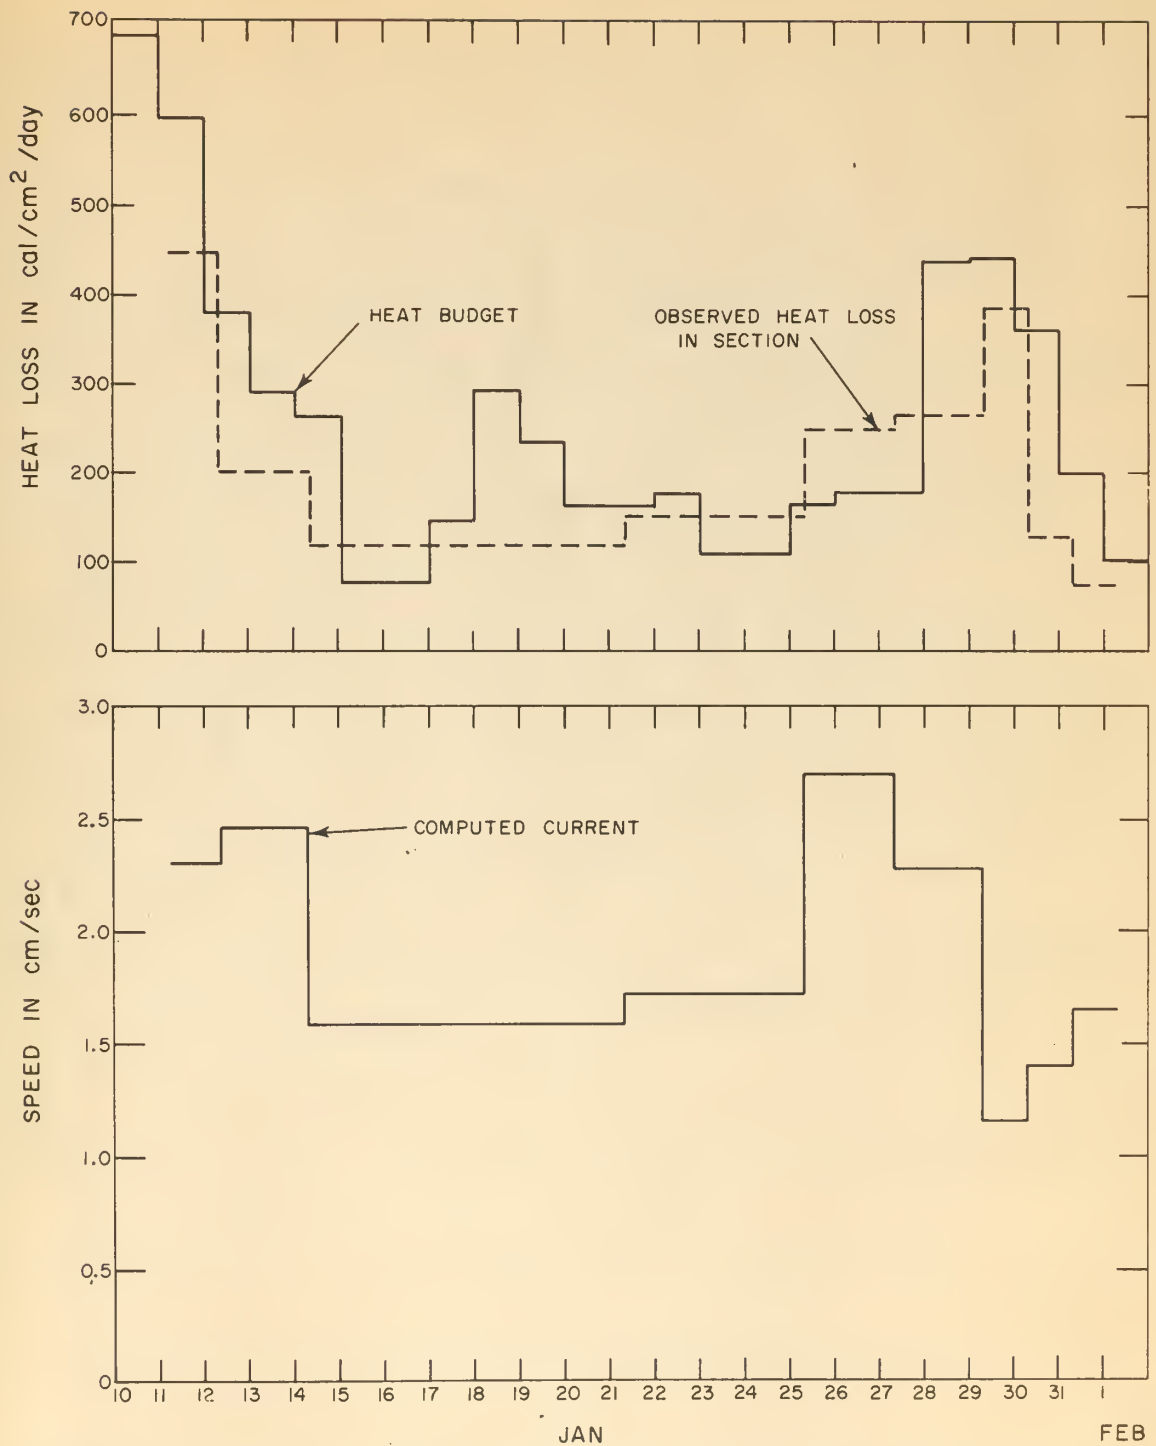 700
600
500
400
300
200
100
0
HEAT LOSS IN cal/cm² /day
HEAT BUDGET
OBSERVED HEAT LOSS
IN SECTION
3.0
2.5
2.0
1.5
1.0
0.5
0
SPEED IN cm/sec
COMPUTED CURRENT
10 11 12 13 14 15 16 17 18 19 20 21 22 23 24 25 26 27 28 29 30 31 1
JAN FEB